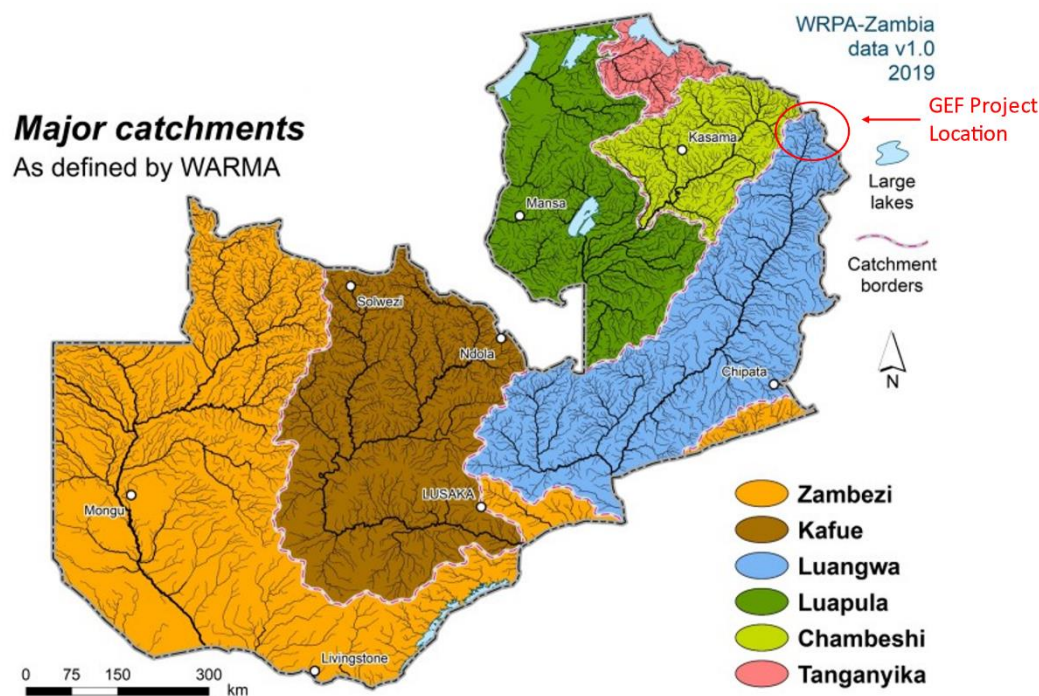 WRPA-Zambia
data v1.0
2019
GEF Project
Location
Major catchments
As defined by WARMA
Large
lakes
Catchment
borders
N
Kasama
Mansa
Solwezi
Ndola
Chipata
LUSAKA
Mongu
Livingstone
Zambezi
Kafue
Luangwa
Luapula
Chambeshi
Tanganyika
0 75 150 300
km